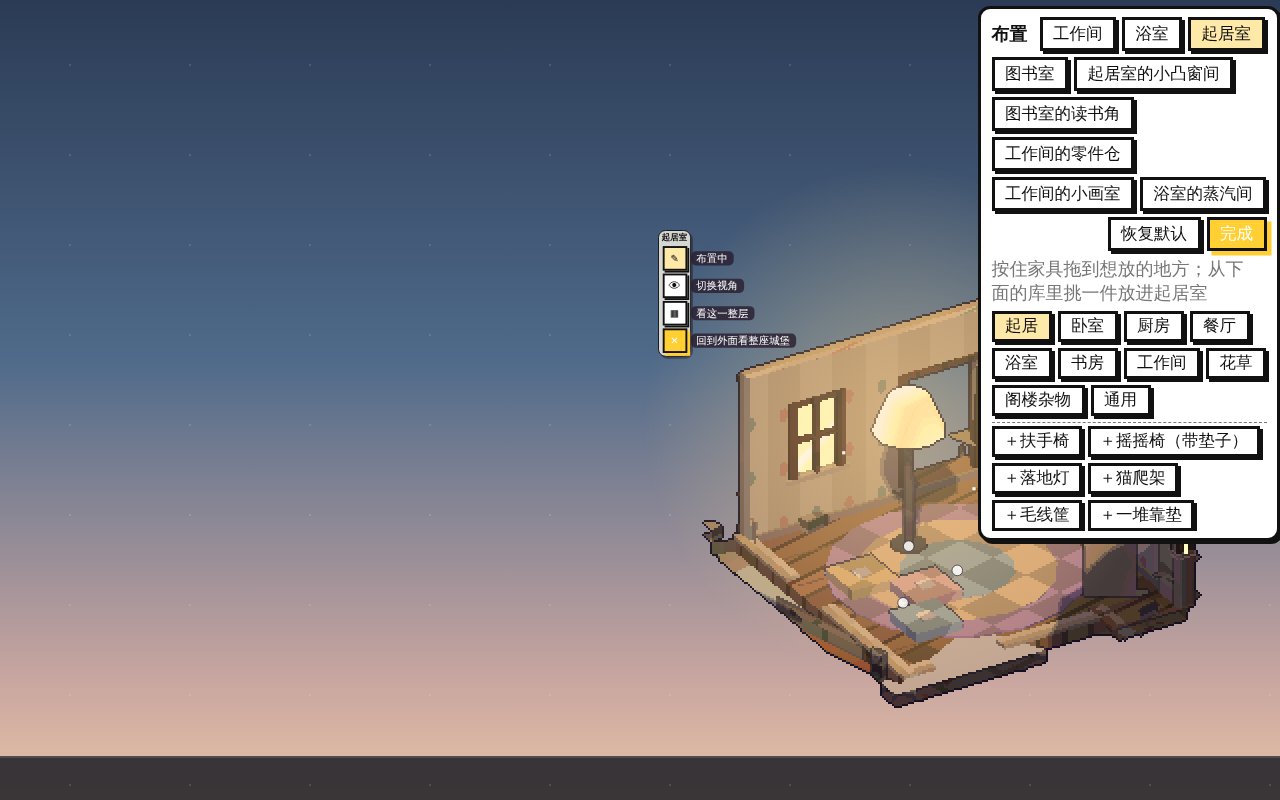 布置 工作间 浴室 起居室
图书室 起居室的小凸窗间
图书室的读书角
工作间的零件仓
工作间的小画室 浴室的蒸汽间
恢复默认 完成
按住家具拖到想放的地方；从下
面的库里挑一件放进起居室
起居 卧室 厨房 餐厅
浴室 书房 工作间 花草
阁楼杂物 通用
＋扶手椅 ＋摇摇椅（带垫子）
＋落地灯 ＋猫爬架
＋毛线筐 ＋一堆靠垫
起居室
布置中
切换视角
看这一整层
回到外面看整座城堡